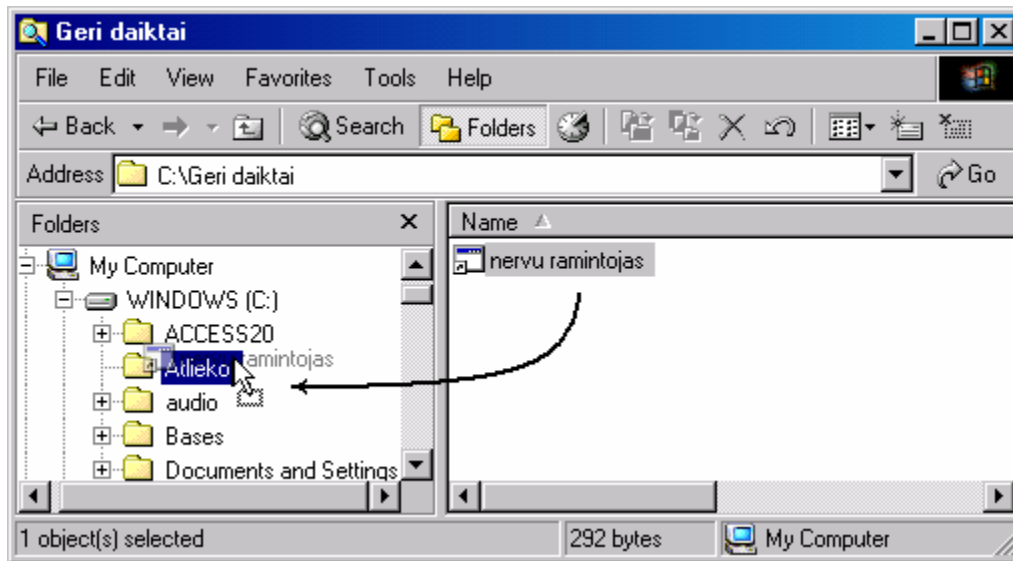 Geri daiktai
File Edit View Favorites Tools Help
Back Search Folders
Address C:\Geri daiktai Go
Folders
Name
My Computer
nervu ramintojas
WINDOWS (C:)
ACCESS20
Atlieko
audio
Bases
Documents and Settings
1 object(s) selected 292 bytes My Computer